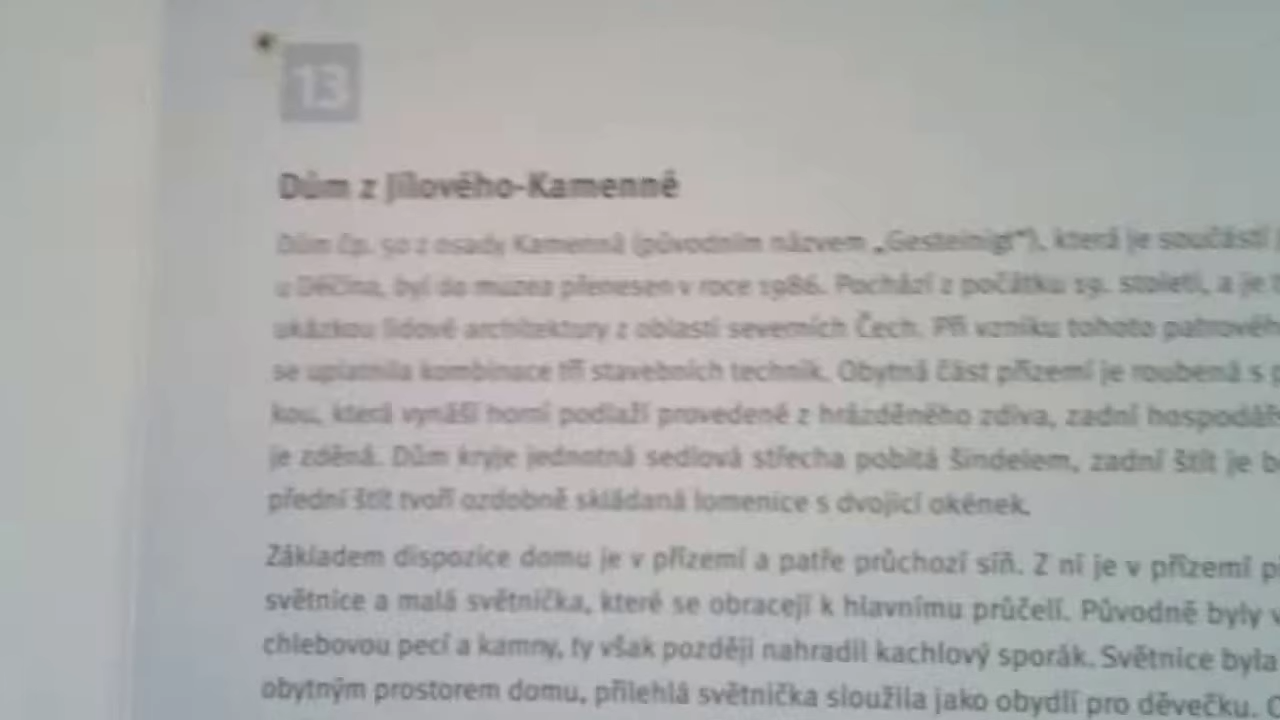 13
Dům z Jílového-Kamenné
Dům čp. 50 z osady Kamenná (původním názvem „Gesteinigt“), která je součástí
u Děčína, byl do muzea přenesen v roce 1986. Pochází z počátku 19. století, a je
ukázkou lidové architektury z oblasti severních Čech. Při vzniku tohoto
se uplatnila kombinace tří stavebních technik. Obytná část přízemí je roubená s
kou, která vynáší horní podlaží provedené z hrázděného zdiva, zadní
je zděná. Dům kryje jednotná sedlová střecha pobitá šindelem, zadní štít je
přední štít tvoří ozdobně skládaná lomenice s dvojicí okének.
Základem dispozice domu je v přízemí a patře průchozí síň. Z ní je v přízemí
světnice a malá světnička, které se obracejí k hlavnímu průčelí. Původně byly
chlebovou pecí a kamny, ty však později nahradil kachlový sporák. Světnice byla
obytným prostorem domu, přilehlá světnička sloužila jako obydlí pro děvečku.